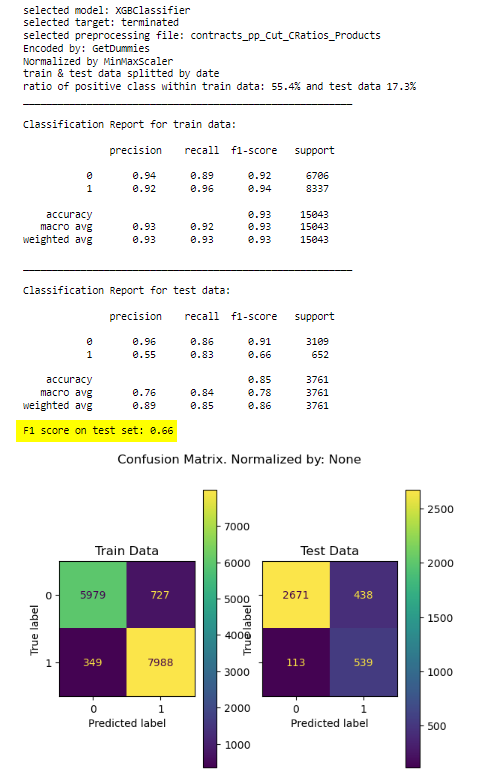 selected model: XGBClassifier
selected target: terminated
selected preprocessing file: contracts_pp_Cut_CRatios_Products
Encoded by: GetDummies
Normalized by MinMaxScaler
train & test data splitted by date
ratio of positive class within train data: 55.4% and test data 17.3%
Classification Report for train data:
precision recall f1-score support
0 0.94 0.89 0.92 6706
1 0.92 0.96 0.94 8337
accuracy 0.93 15043
macro avg 0.93 0.92 0.93 15043
weighted avg 0.93 0.93 0.93 15043
Classification Report for test data:
precision recall f1-score support
0 0.96 0.86 0.91 3109
1 0.55 0.83 0.66 652
accuracy 0.85 3761
macro avg 0.76 0.84 0.78 3761
weighted avg 0.89 0.85 0.86 3761
F1 score on test set: 0.66
Confusion Matrix. Normalized by: None
Train Data
True label
0
1
5979 727
349 7988
0 1
Predicted label
7000
6000
5000
4000
3000
2000
1000
Test Data
True label
2671 438
113 539
0 1
Predicted label
2500
2000
1500
1000
500